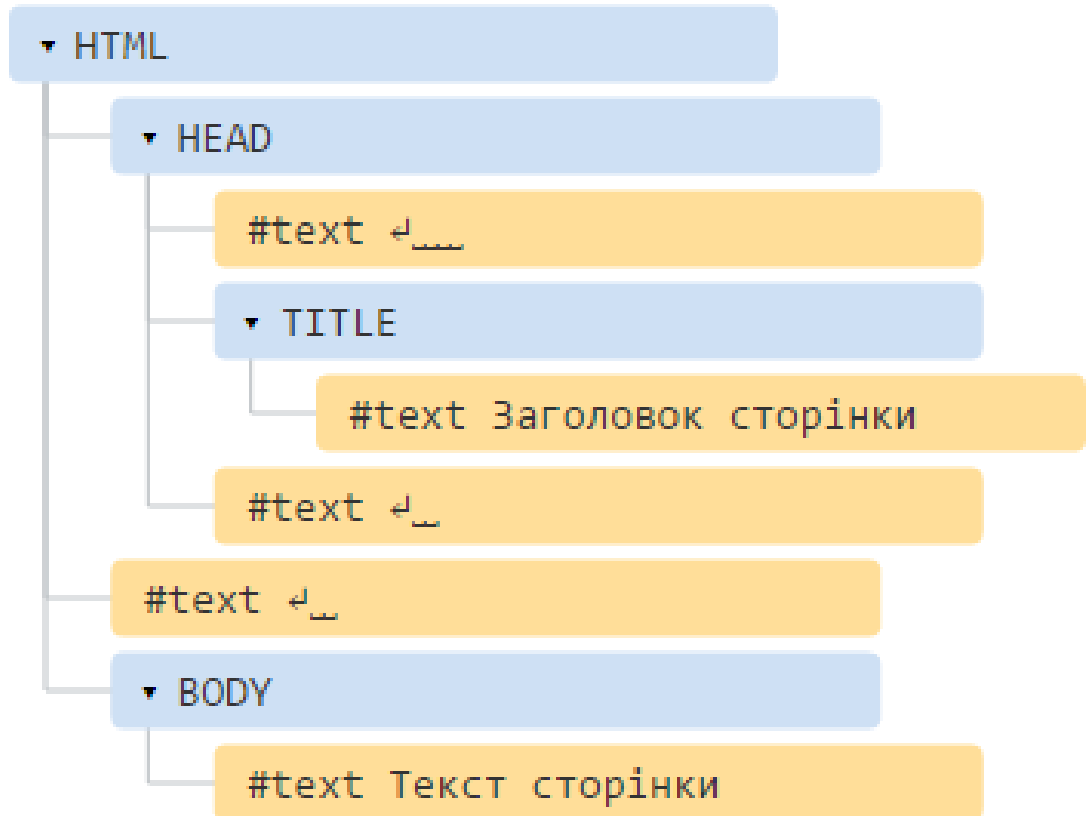 ▾ HTML
▾ HEAD
#text ↵␣␣␣␣
▾ TITLE
#text Заголовок сторінки
#text ↵␣␣
#text ↵␣␣
▾ BODY
#text Текст сторінки